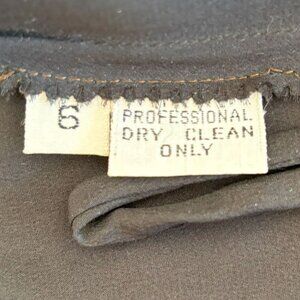 6
PROFESSIONAL
DRY CLEAN
ONLY